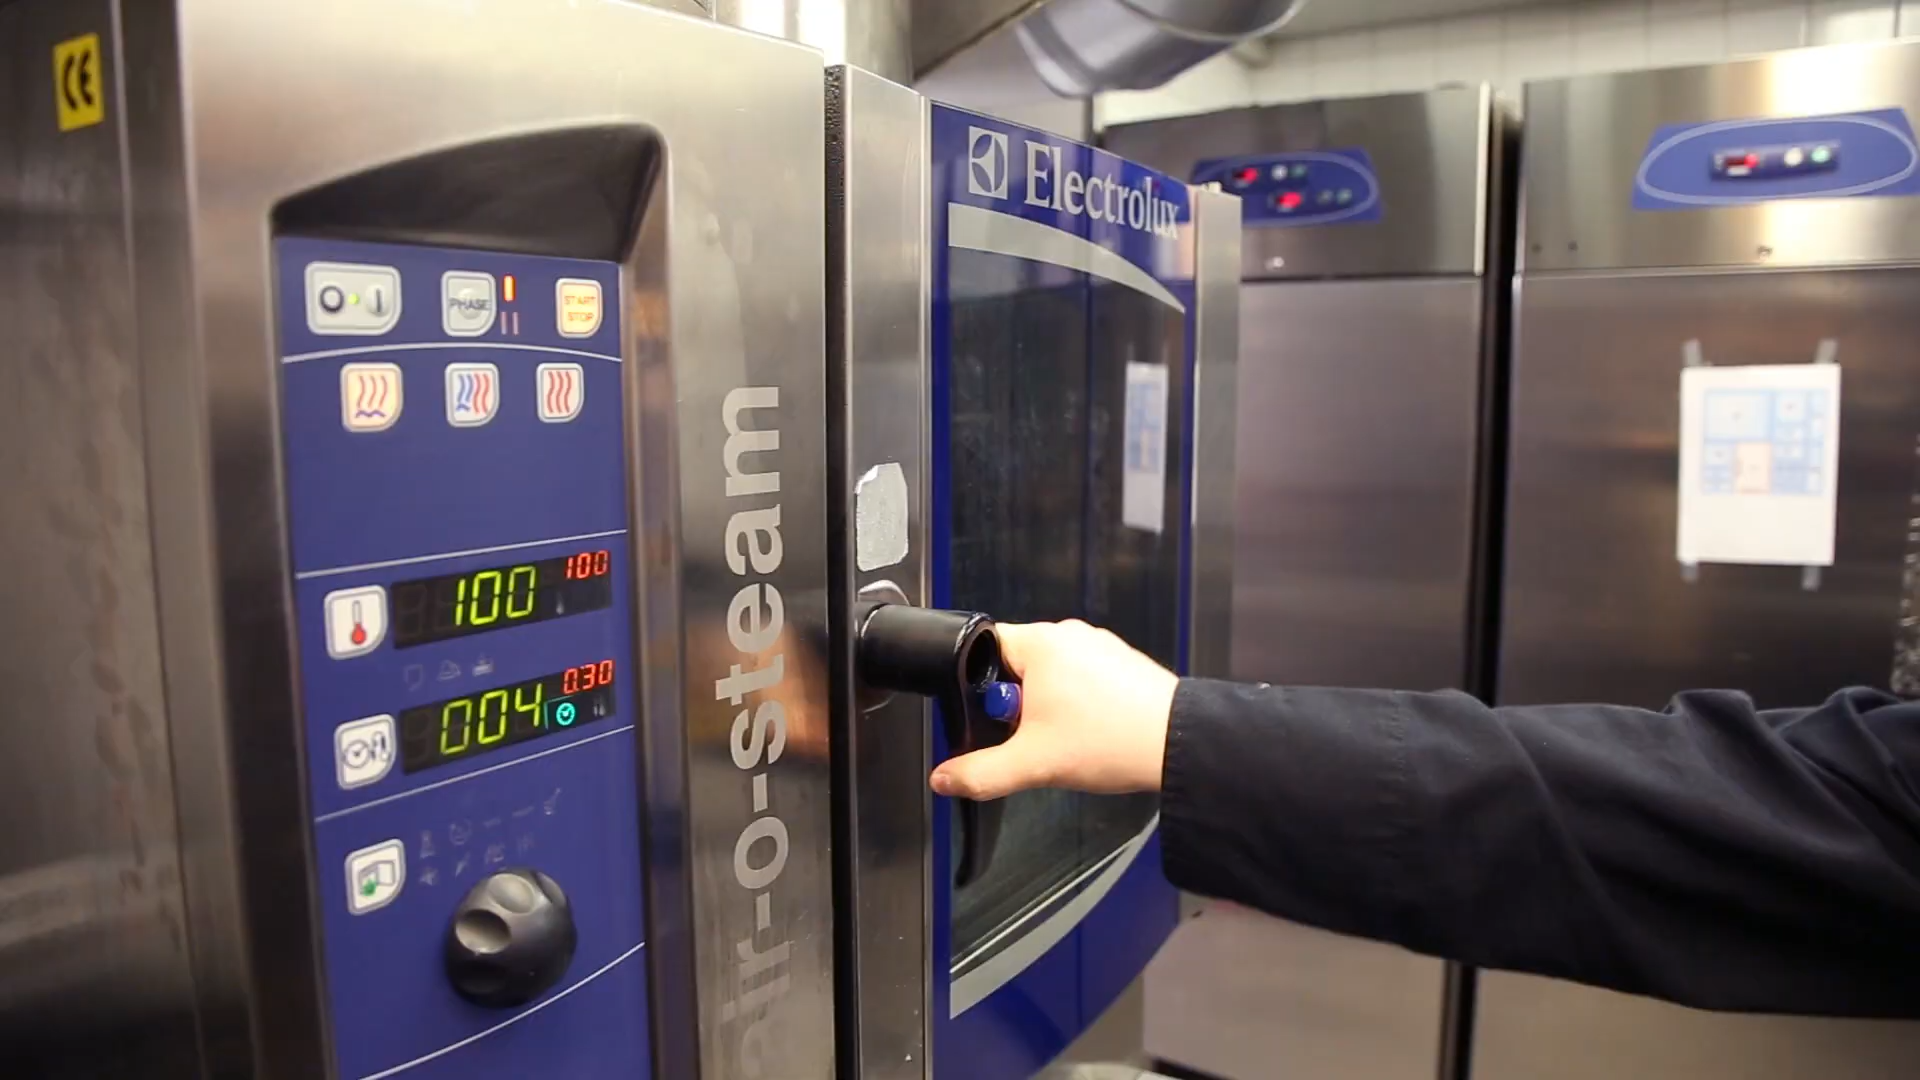 CE
Electrolux
PHASE
START
STOP
100
100
0.30
004
air-o-steam